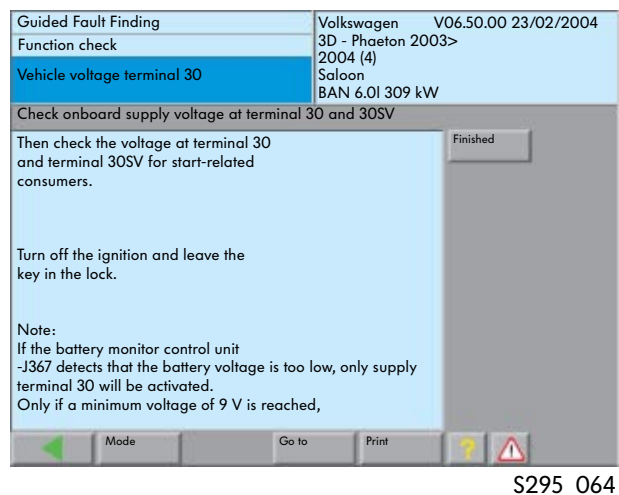 Guided Fault Finding
Function check
Vehicle voltage terminal 30
Volkswagen V06.50.00 23/02/2004
3D - Phaeton 2003>
2004 (4)
Saloon
BAN 6.0l 309 kW
Check onboard supply voltage at terminal 30 and 30SV
Then check the voltage at terminal 30
and terminal 30SV for start-related
consumers.
Turn off the ignition and leave the
key in the lock.
Note:
If the battery monitor control unit
-J367 detects that the battery voltage is too low, only supply
terminal 30 will be activated.
Only if a minimum voltage of 9 V is reached,
Finished
Mode
Go to
Print
?
S295_064